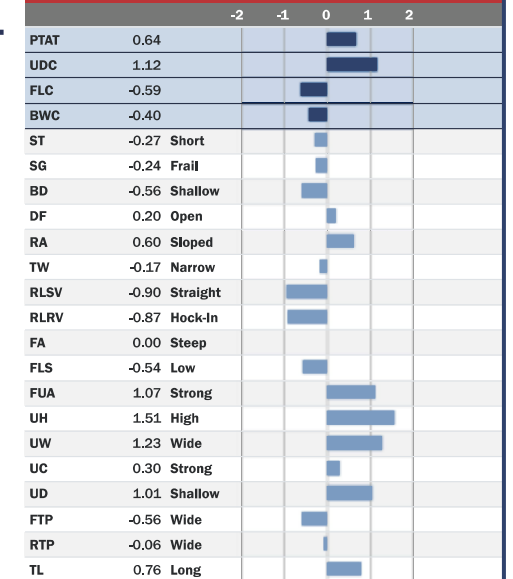 -2 -1 0 1 2
PTAT 0.64
UDC 1.12
FLC -0.59
BWC -0.40
ST -0.27 Short
SG -0.24 Frail
BD -0.56 Shallow
DF 0.20 Open
RA 0.60 Sloped
TW -0.17 Narrow
RLSV -0.90 Straight
RLRV -0.87 Hock-In
FA 0.00 Steep
FLS -0.54 Low
FUA 1.07 Strong
UH 1.51 High
UW 1.23 Wide
UC 0.30 Strong
UD 1.01 Shallow
FTP -0.56 Wide
RTP -0.06 Wide
TL 0.76 Long